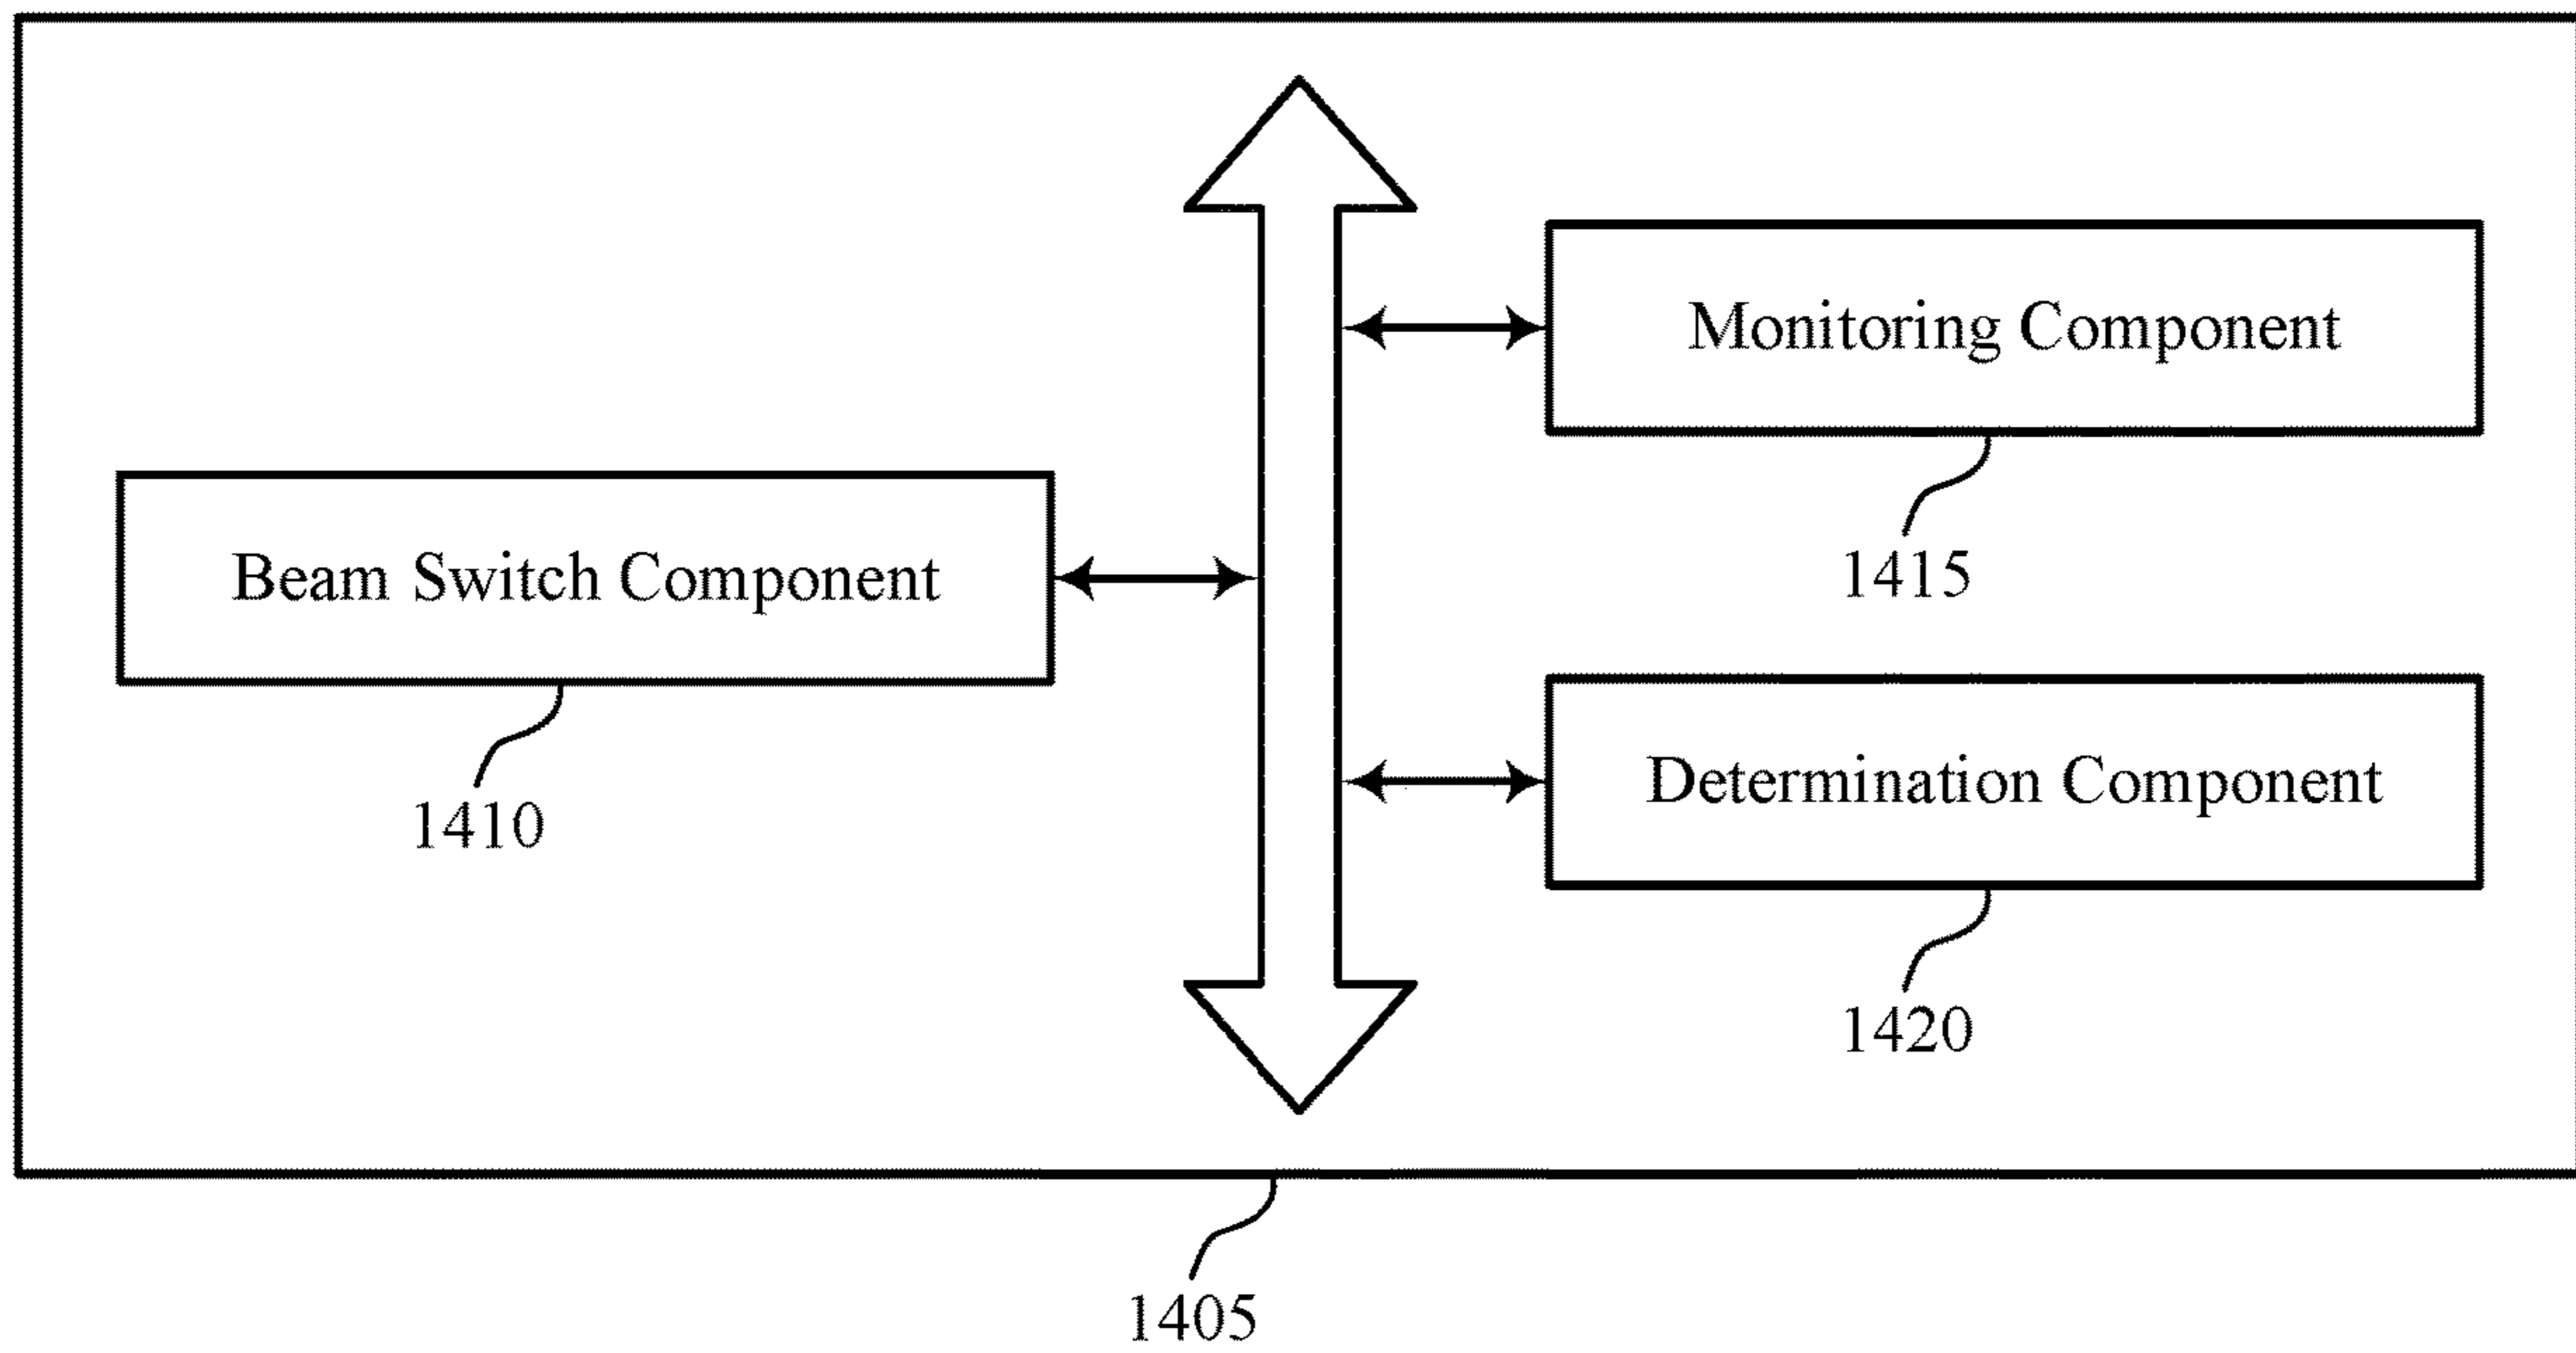 Monitoring Component
1415
Beam Switch Component
1410
Determination Component
1420
1405